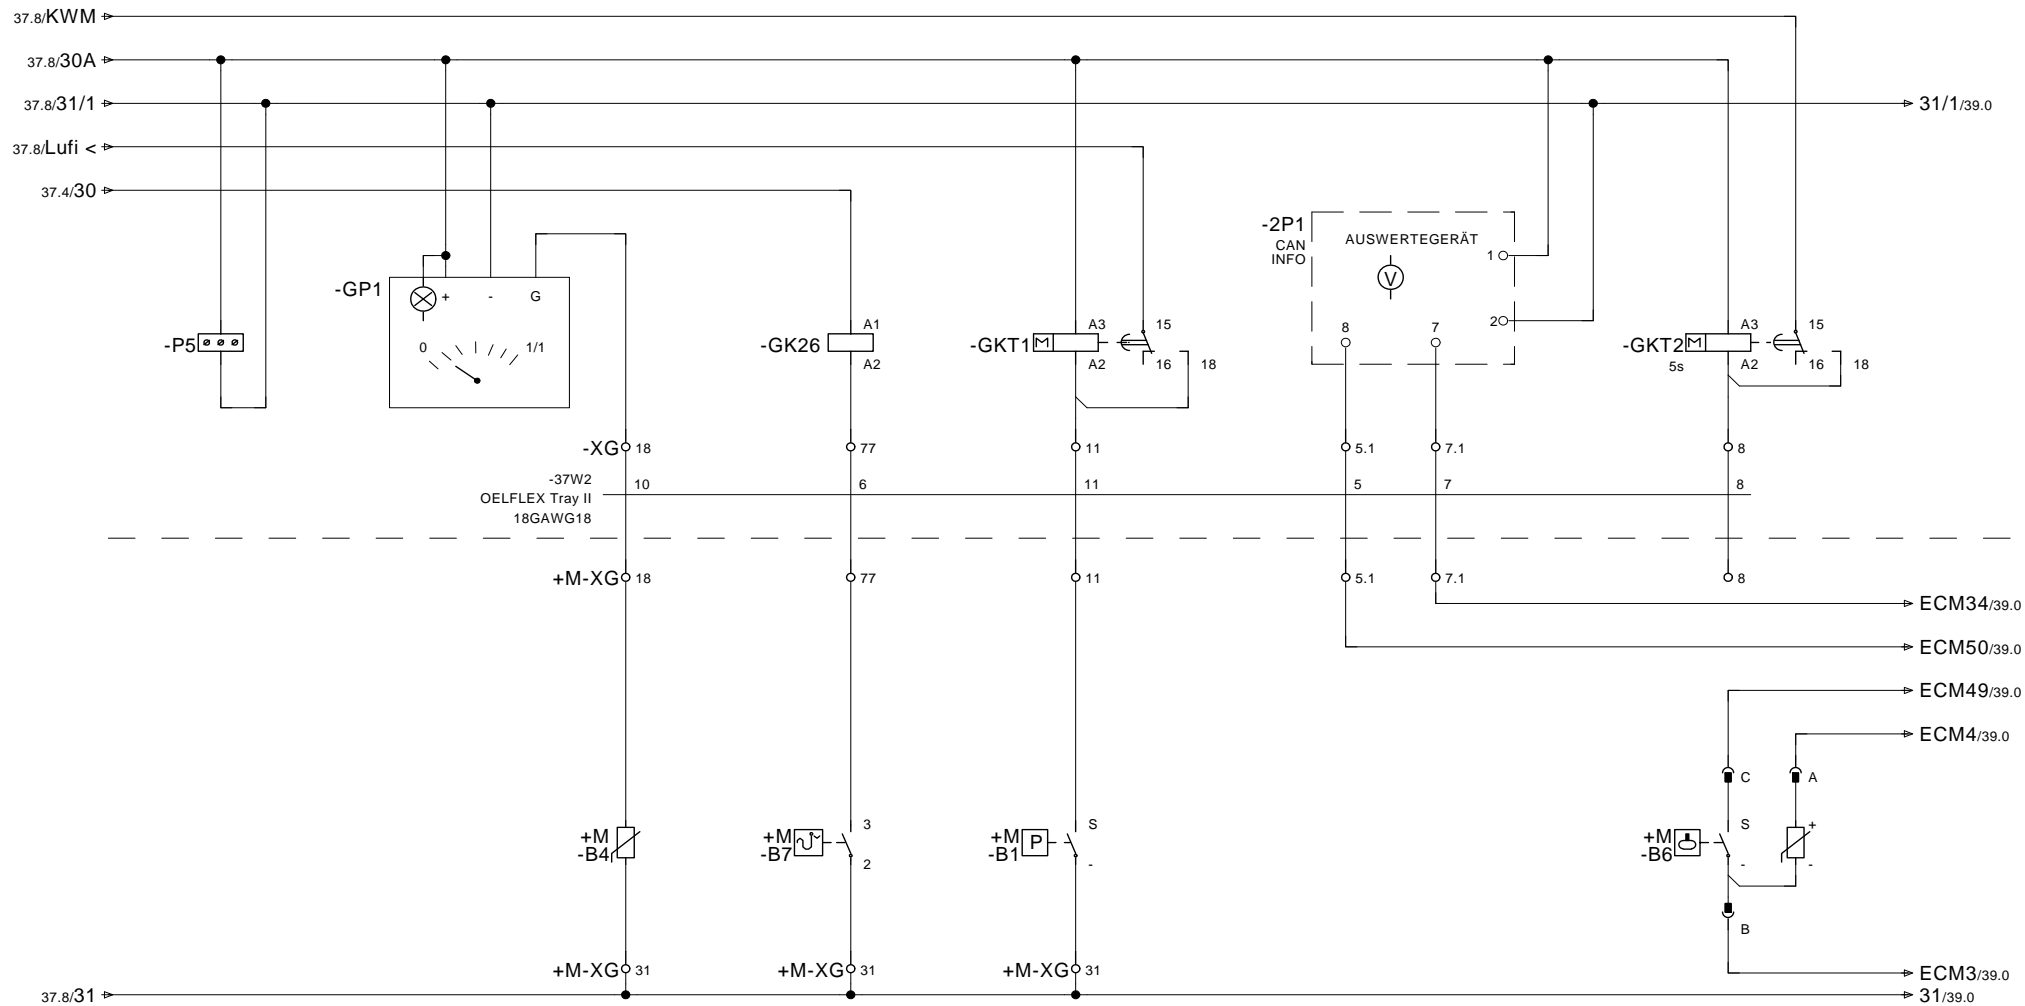 37.8/KWM
37.8/30A
37.8/31/1
31/1/39.0
37.8/Lufi <
37.4/30
-2P1
CAN
INFO
AUSWERTEGERÄT
V
1
2
8
7
-GP1
+
-
G
0
1/1
-P5
-GK26
A1
A2
-GKT1
M
A3
A2
15
16
18
-GKT2
5s
M
A3
A2
15
16
18
-XG
18
77
11
5.1
7.1
8
-37W2
OELFLEX Tray II
18GAWG18
10
6
11
5
7
8
+M-XG
18
77
11
5.1
7.1
8
ECM34/39.0
ECM50/39.0
ECM49/39.0
ECM4/39.0
C
A
+M
-B4
+M
-B7
3
2
+M
-B1
P
S
-
+M
-B6
S
-
+
-
B
+M-XG
31
+M-XG
31
+M-XG
31
ECM3/39.0
37.8/31
31/39.0